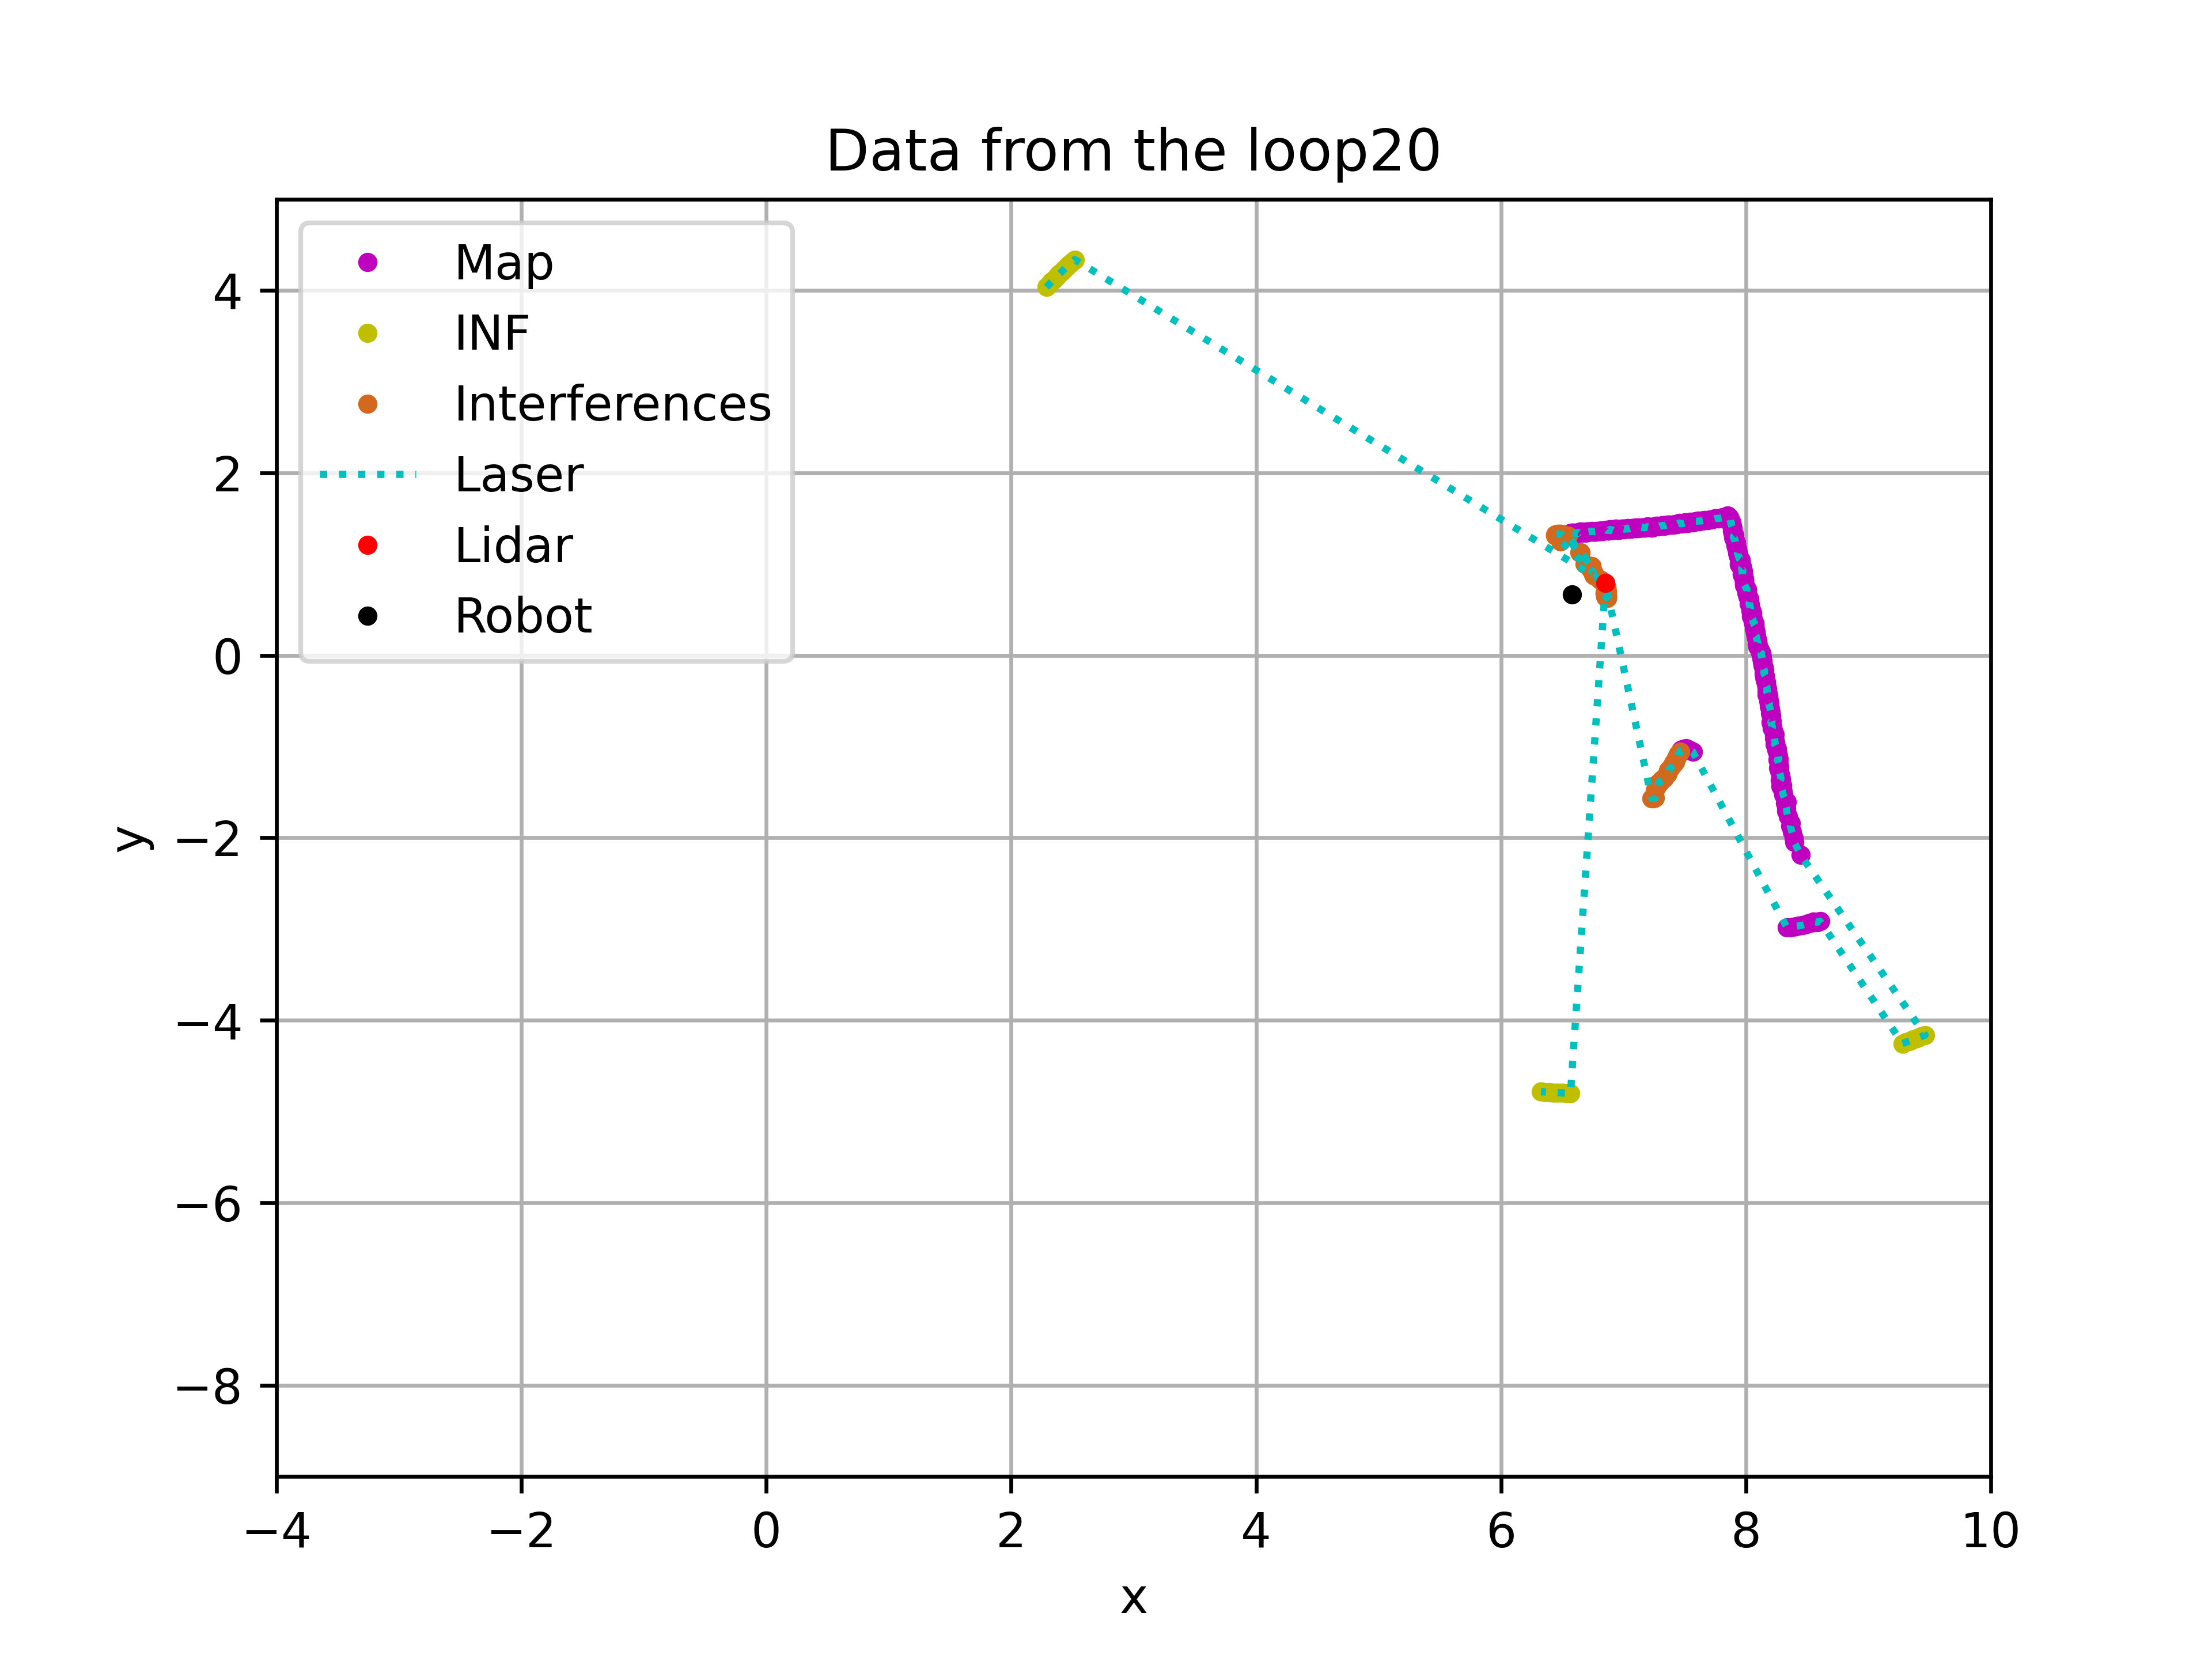 Data from the loop20
Map
INF
Interferences
Laser
Lidar
Robot
4
2
0
−2
−4
−6
−8
y
−4 −2 0 2 4 6 8 10
x